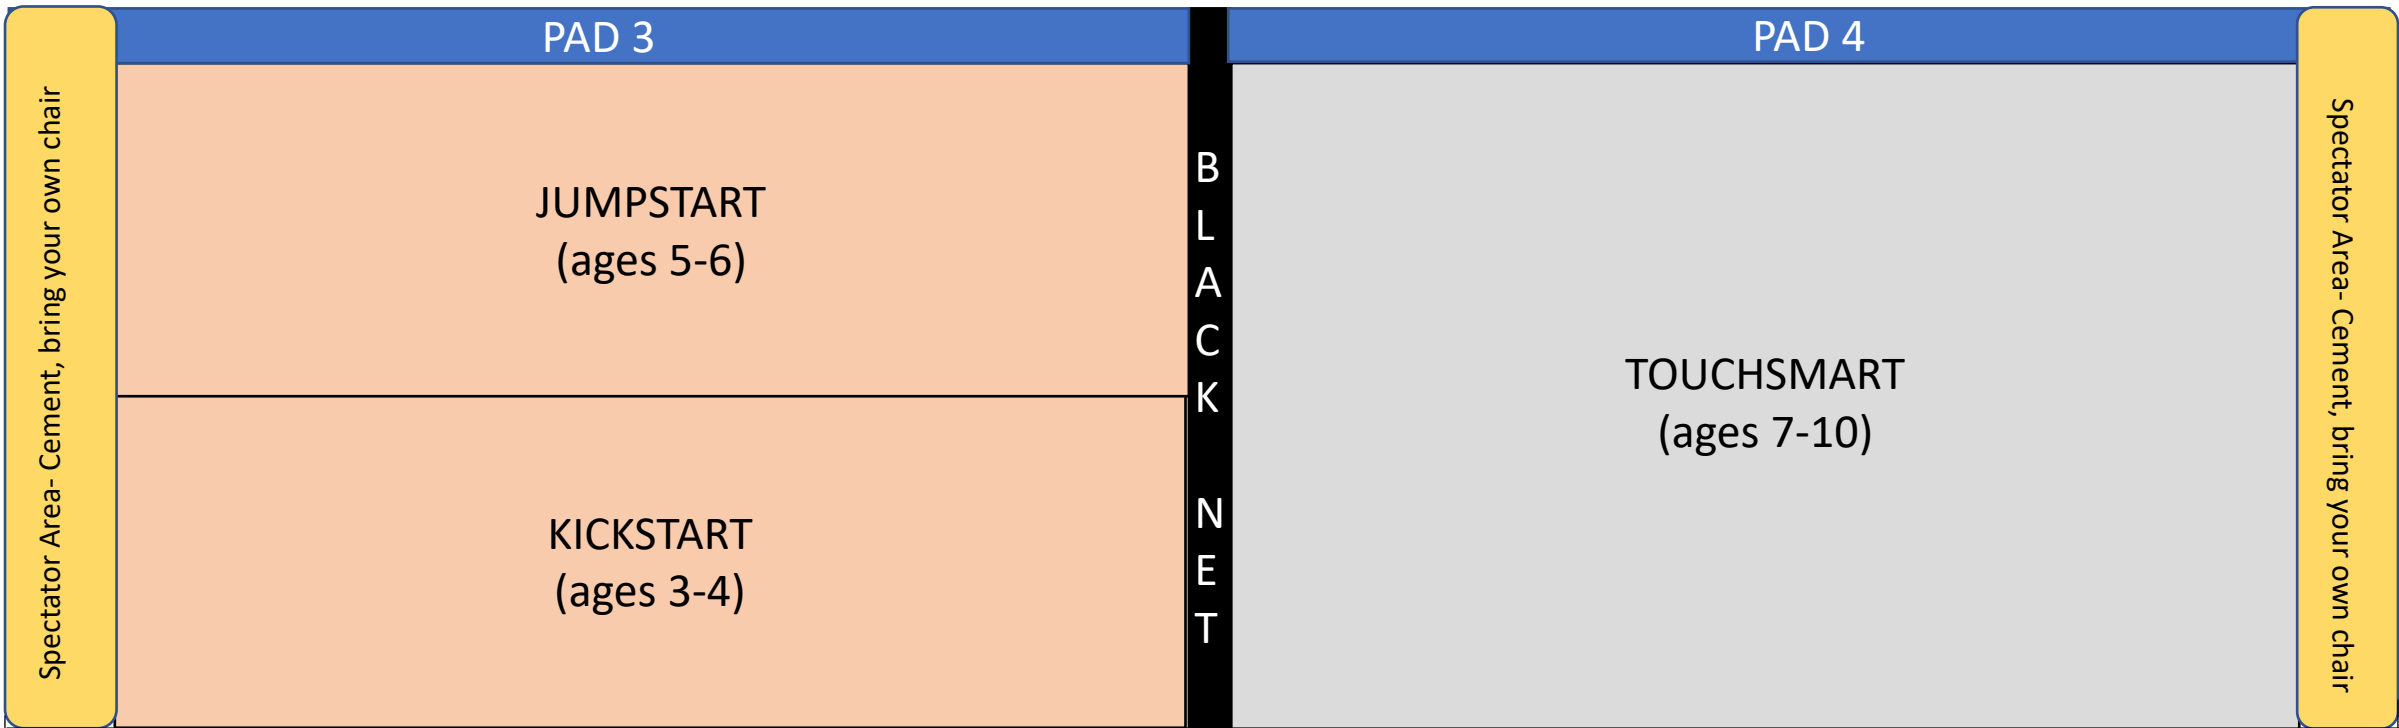 PAD 3
PAD 4
Spectator Area- Cement, bring your own chair
JUMPSTART
(ages 5-6)
KICKSTART
(ages 3-4)
BLACK NET
TOUCHSMART
(ages 7-10)
Spectator Area- Cement, bring your own chair